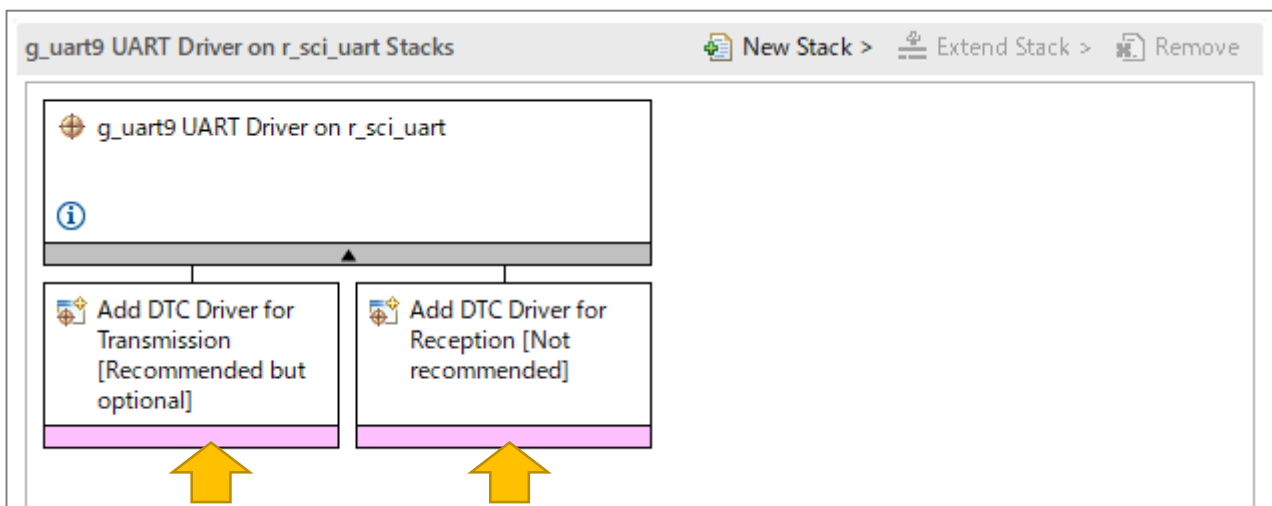 g_uart9 UART Driver on r_sci_uart Stacks
New Stack > Extend Stack > Remove
g_uart9 UART Driver on r_sci_uart
Add DTC Driver for
Transmission
[Recommended but
optional]
Add DTC Driver for
Reception [Not
recommended]